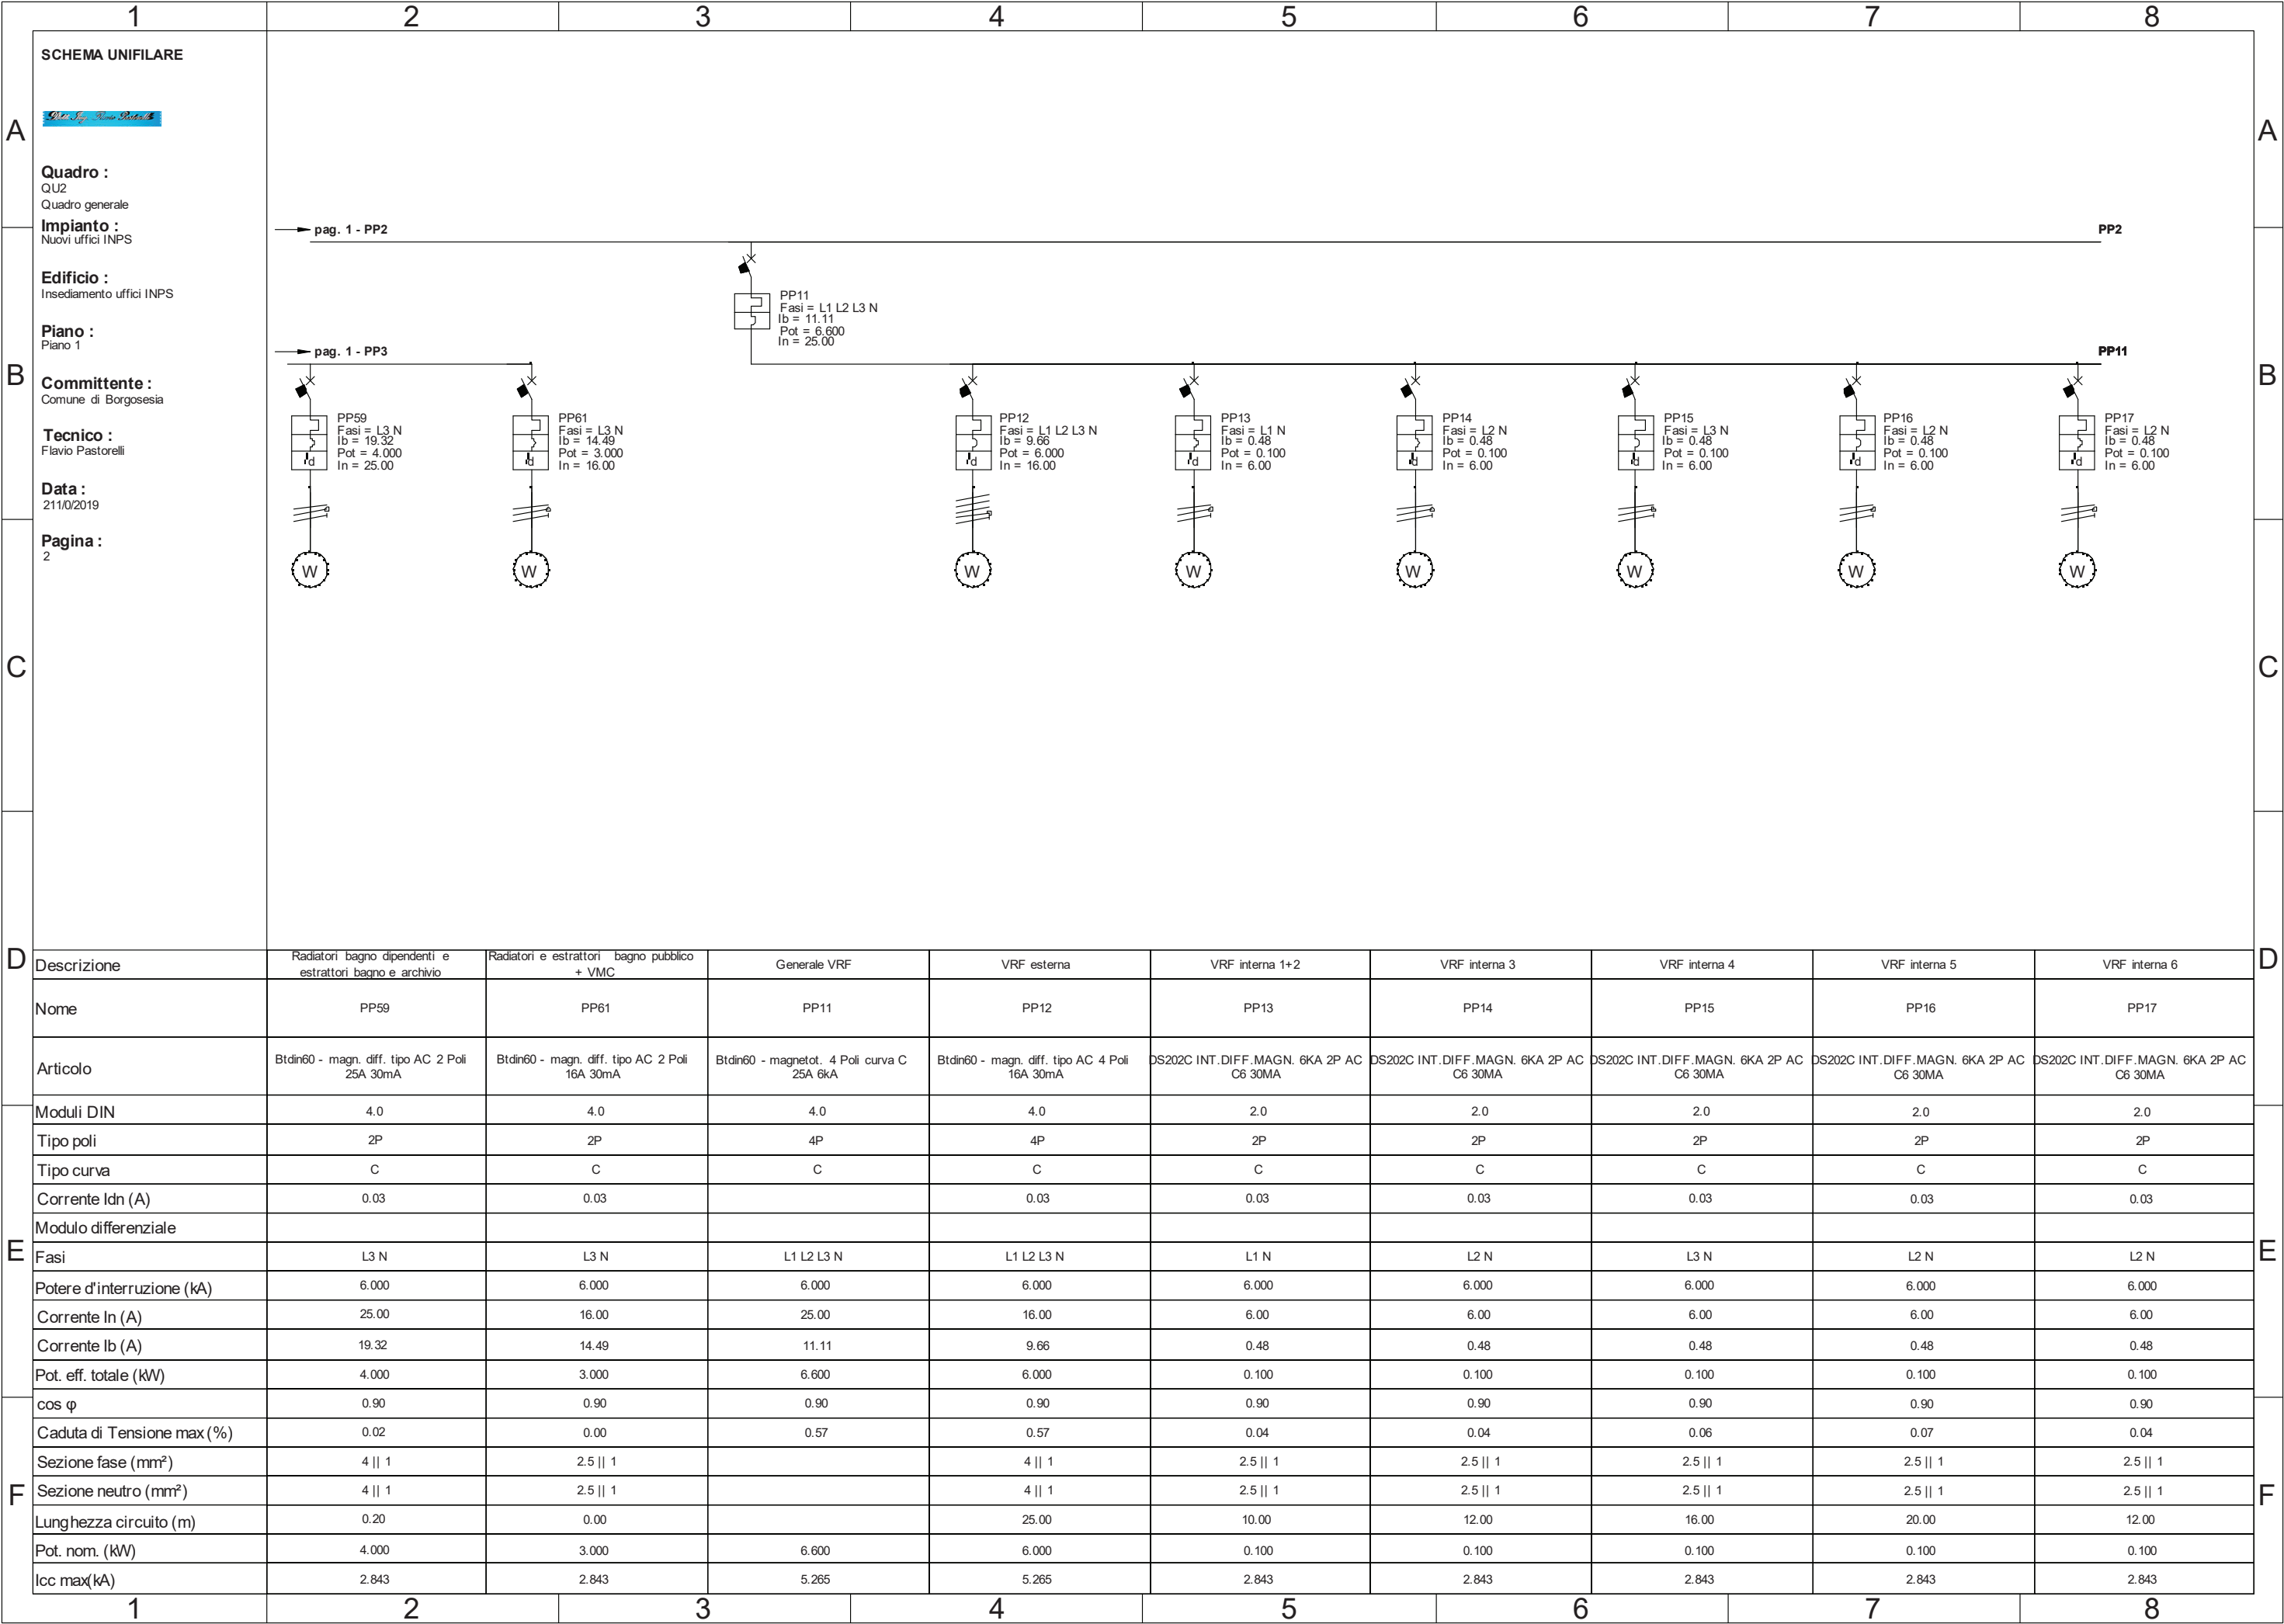 1 2 3 4 5 6 7 8
SCHEMA UNIFILARE
A A
Quadro :
QU2
Quadro generale
Impianto :
Nuovi uffici INPS
Edificio :
Insediamento uffici INPS
Piano :
Piano 1
B B
Committente :
Comune di Borgosesia
Tecnico :
Flavio Pastorelli
Data :
211/0/2019
Pagina :
2
pag. 1 - PP2
PP2
PP11
Fasi = L1 L2 L3 N
Ib = 11.11
Pot = 6.600
In = 25.00
pag. 1 - PP3
PP11
PP59
Fasi = L3 N
Ib = 19.32
Pot = 4.000
In = 25.00
PP61
Fasi = L3 N
Ib = 14.49
Pot = 3.000
In = 16.00
PP12
Fasi = L1 L2 L3 N
Ib = 9.66
Pot = 6.000
In = 16.00
PP13
Fasi = L1 N
Ib = 0.48
Pot = 0.100
In = 6.00
PP14
Fasi = L2 N
Ib = 0.48
Pot = 0.100
In = 6.00
PP15
Fasi = L3 N
Ib = 0.48
Pot = 0.100
In = 6.00
PP16
Fasi = L2 N
Ib = 0.48
Pot = 0.100
In = 6.00
PP17
Fasi = L2 N
Ib = 0.48
Pot = 0.100
In = 6.00
d d d d d d d d
W W W W W W W W
C C
D D
Descrizione
Radiatori bagno dipendenti e
estrattori bagno e archivio
Radiatori e estrattori bagno pubblico
+ VMC
Generale VRF
VRF esterna
VRF interna 1+2
VRF interna 3
VRF interna 4
VRF interna 5
VRF interna 6
Nome PP59 PP61 PP11 PP12 PP13 PP14 PP15 PP16 PP17
Articolo
Btdin60 - magn. diff. tipo AC 2 Poli
25A 30mA
Btdin60 - magn. diff. tipo AC 2 Poli
16A 30mA
Btdin60 - magnetot. 4 Poli curva C
25A 6kA
Btdin60 - magn. diff. tipo AC 4 Poli
16A 30mA
DS202C INT.DIFF.MAGN. 6KA 2P AC
C6 30MA
DS202C INT.DIFF.MAGN. 6KA 2P AC
C6 30MA
DS202C INT.DIFF.MAGN. 6KA 2P AC
C6 30MA
DS202C INT.DIFF.MAGN. 6KA 2P AC
C6 30MA
DS202C INT.DIFF.MAGN. 6KA 2P AC
C6 30MA
Moduli DIN 4.0 4.0 4.0 4.0 2.0 2.0 2.0 2.0 2.0
Tipo poli 2P 2P 4P 4P 2P 2P 2P 2P 2P
Tipo curva C C C C C C C C C
Corrente Idn (A) 0.03 0.03 0.03 0.03 0.03 0.03 0.03 0.03
Modulo differenziale
E E
Fasi L3 N L3 N L1 L2 L3 N L1 L2 L3 N L1 N L2 N L3 N L2 N L2 N
Potere d'interruzione (kA) 6.000 6.000 6.000 6.000 6.000 6.000 6.000 6.000 6.000
Corrente In (A) 25.00 16.00 25.00 16.00 6.00 6.00 6.00 6.00 6.00
Corrente Ib (A) 19.32 14.49 11.11 9.66 0.48 0.48 0.48 0.48 0.48
Pot. eff. totale (kW) 4.000 3.000 6.600 6.000 0.100 0.100 0.100 0.100 0.100
cos φ 0.90 0.90 0.90 0.90 0.90 0.90 0.90 0.90 0.90
Caduta di Tensione max (%) 0.02 0.00 0.57 0.57 0.04 0.04 0.06 0.07 0.04
Sezione fase (mm²) 4 || 1 2.5 || 1 4 || 1 2.5 || 1 2.5 || 1 2.5 || 1 2.5 || 1 2.5 || 1
F F
Sezione neutro (mm²) 4 || 1 2.5 || 1 4 || 1 2.5 || 1 2.5 || 1 2.5 || 1 2.5 || 1 2.5 || 1
Lunghezza circuito (m) 0.20 0.00 25.00 10.00 12.00 16.00 20.00 12.00
Pot. nom. (kW) 4.000 3.000 6.600 6.000 0.100 0.100 0.100 0.100 0.100
Icc max(kA) 2.843 2.843 5.265 5.265 2.843 2.843 2.843 2.843 2.843
1 2 3 4 5 6 7 8